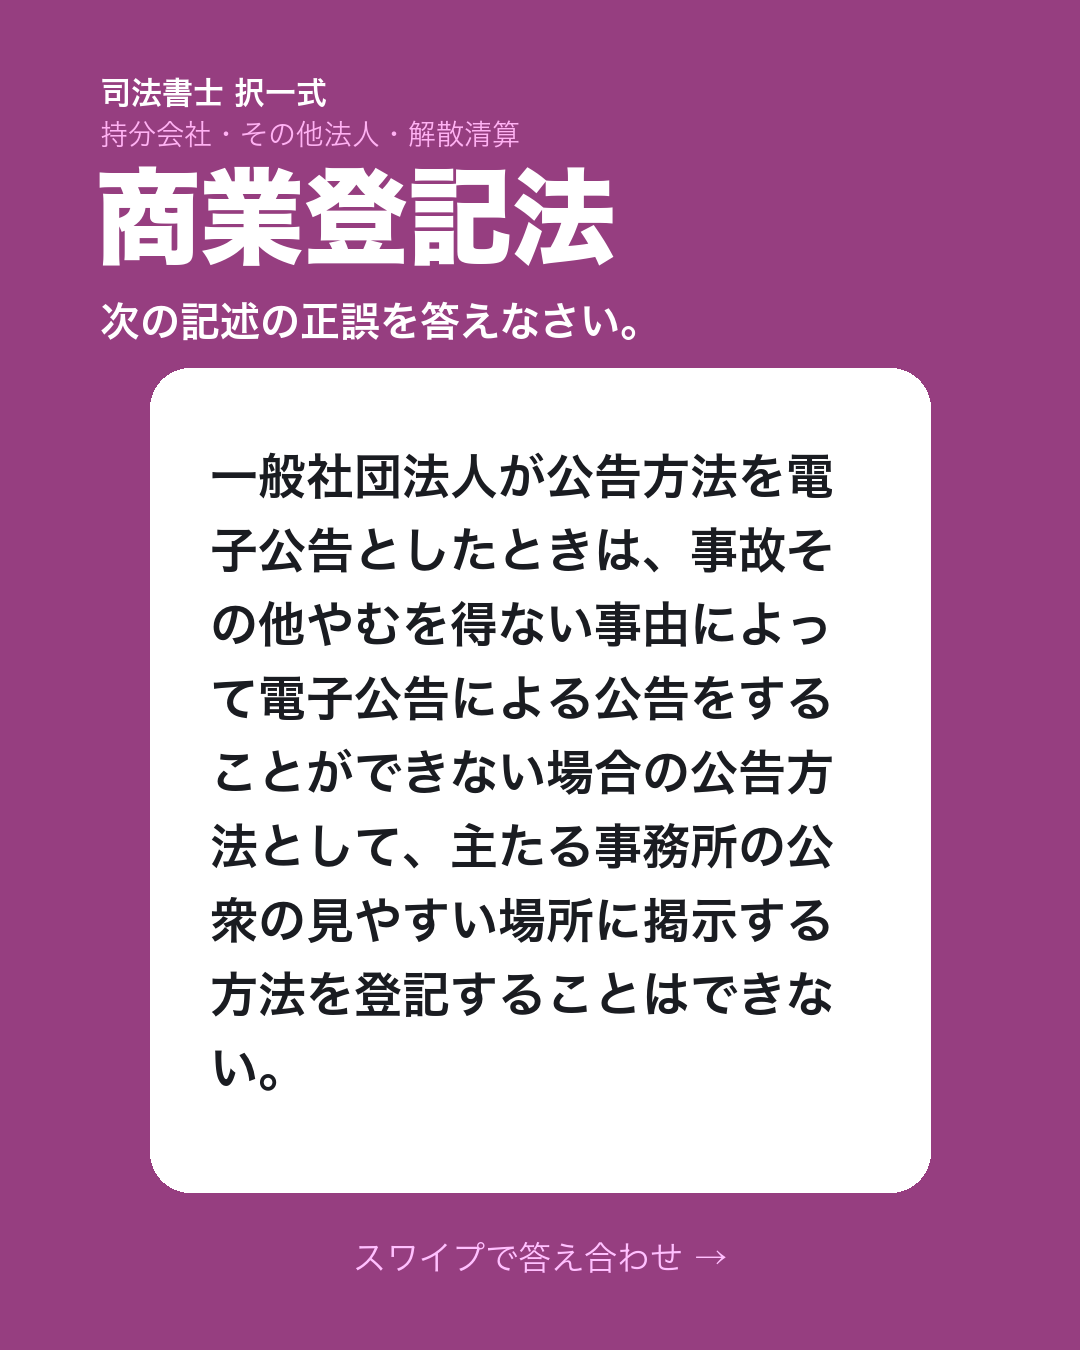 司法書士 択一式
持分会社・その他法人・解散清算
商業登記法
次の記述の正誤を答えなさい。
一般社団法人が公告方法を電
子公告としたときは、事故そ
の他やむを得ない事由によっ
て電子公告による公告をする
ことができない場合の公告方
法として、主たる事務所の公
衆の見やすい場所に掲示する
方法を登記することはできな
い。
スワイプで答え合わせ →